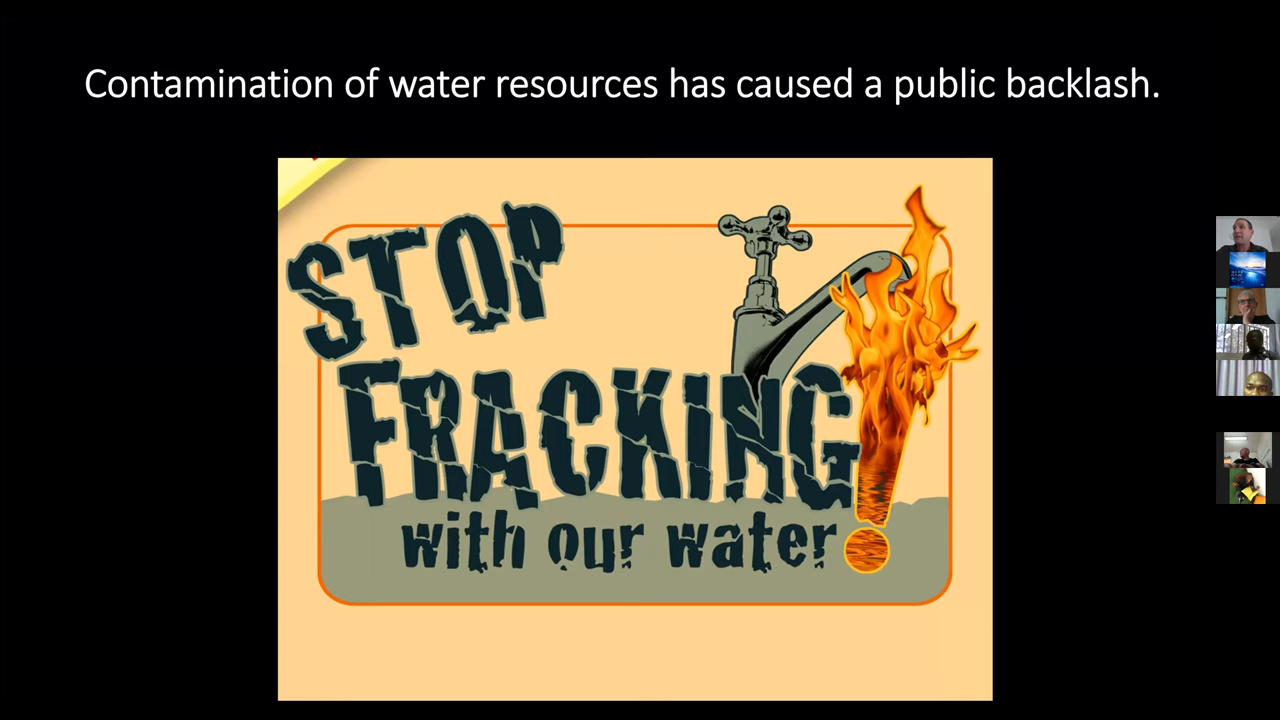 Contamination of water resources has caused a public backlash.
STOP
FRACKING
with our water!